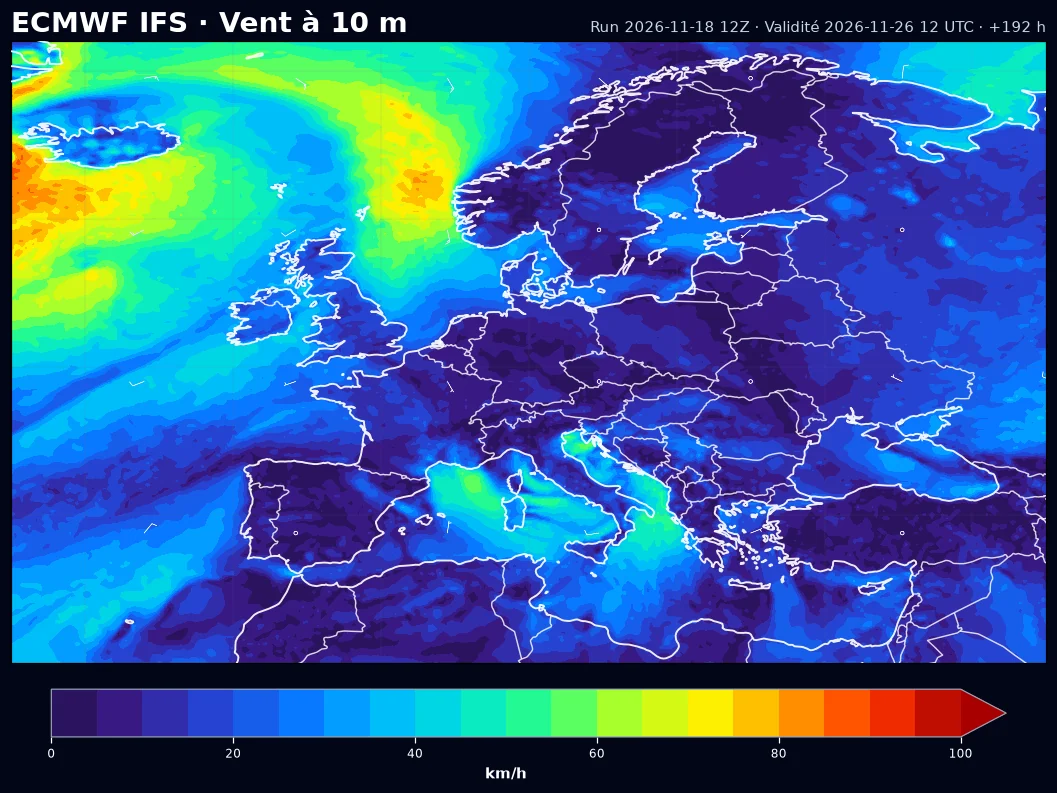 ECMWF IFS · Vent à 10 m
Run 2026-11-18 12Z · Validité 2026-11-26 12 UTC · +192 h
0 20 40 60 80 100
km/h